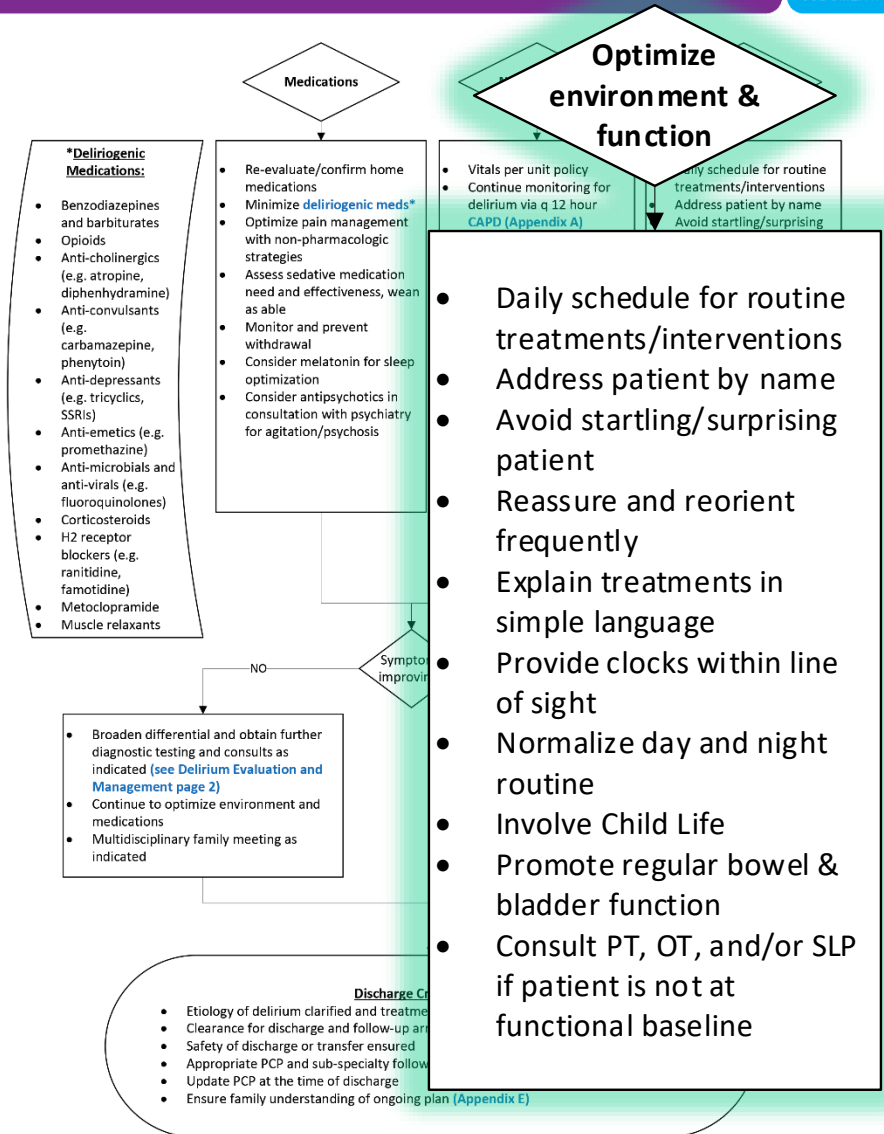 Optimize
environment &
function
Medications
*Deliriogenic
Medications:
• Benzodiazepines
and barbiturates
• Opioids
• Anti-cholinergics
(e.g. atropine,
diphenhydramine)
• Anti-convulsants
(e.g.
carbamazepine,
phenytoin)
• Anti-depressants
(e.g. tricyclics,
SSRIs)
• Anti-emetics (e.g.
promethazine)
• Anti-microbials and
anti-virals (e.g.
fluoroquinolones)
• Corticosteroids
• H2 receptor
blockers (e.g.
ranitidine,
famotidine)
• Metoclopramide
• Muscle relaxants
• Re-evaluate/confirm home
medications
• Minimize deliriogenic meds*
• Optimize pain management
with non-pharmacologic
strategies
• Assess sedative medication
need and effectiveness, wean
as able
• Monitor and prevent
withdrawal
• Consider melatonin for sleep
optimization
• Consider antipsychotics in
consultation with psychiatry
for agitation/psychosis
• Vitals per unit policy
• Continue monitoring for
delirium via q 12 hour
CAPD (Appendix A)
schedule for routine
treatments/interventions
• Address patient by name
Avoid startling/surprising
• Daily schedule for routine
treatments/interventions
• Address patient by name
• Avoid startling/surprising
patient
• Reassure and reorient
frequently
• Explain treatments in
simple language
• Provide clocks within line
of sight
• Normalize day and night
routine
• Involve Child Life
• Promote regular bowel &
bladder function
• Consult PT, OT, and/or SLP
if patient is not at
functional baseline
NO
• Broaden differential and obtain further
diagnostic testing and consults as
indicated (see Delirium Evaluation and
Management page 2)
• Continue to optimize environment and
medications
• Multidisciplinary family meeting as
indicated
Discharge
• Etiology of delirium clarified and
• Clearance for discharge and follow-up
• Safety of discharge or transfer ensured
• Appropriate PCP and sub-specialty
• Update PCP at the time of discharge
• Ensure family understanding of ongoing plan (Appendix E)